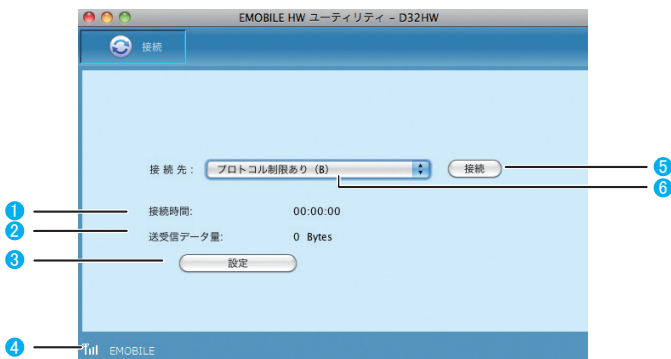 EMOBILE HW ユーティリティ – D32HW
接続
接 続 先 : プロトコル制限あり（B） 接続 5
6
1 接続時間: 00:00:00
2 送受信データ量: 0 Bytes
3 設定
4 EMOBILE